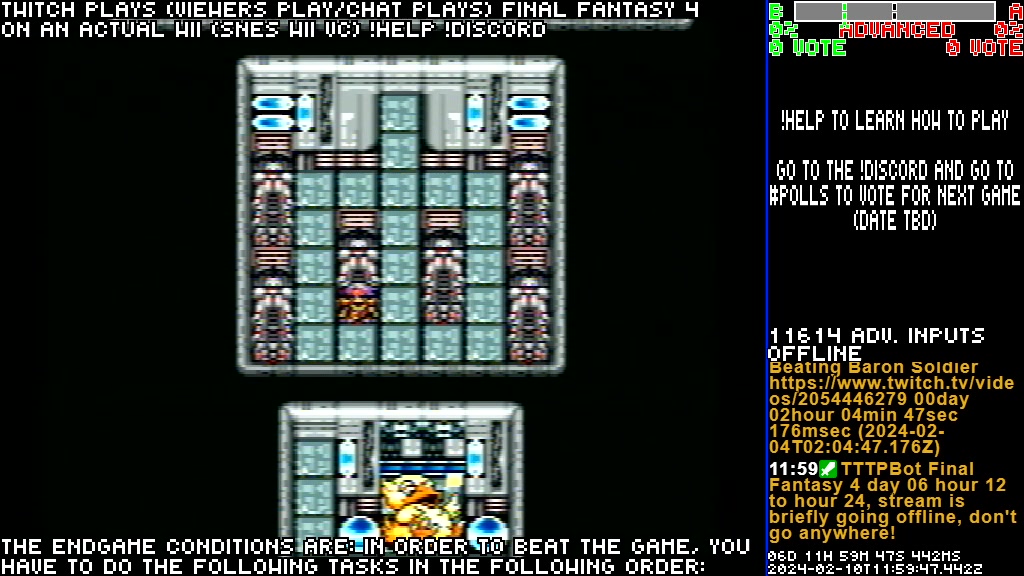 TWITCH PLAYS (VIEWERS PLAY/CHAT PLAYS) FINAL FANTASY 4
ON AN ACTUAL WII (SNES WII VC) !HELP !DISCORD
B A
0% ADVANCED 0%
0 VOTE 0 VOTE
!HELP TO LEARN HOW TO PLAY
GO TO THE !DISCORD AND GO TO
#POLLS TO VOTE FOR NEXT GAME
(DATE TBD)
11614 ADV. INPUTS
OFFLINE
Beating Baron Soldier
https://www.twitch.tv/vide
os/2054446279 00day
02hour 04min 47sec
176msec (2024-02-
04T02:04:47.176Z)
11:59 TTTPBot Final
Fantasy 4 day 06 hour 12
to hour 24, stream is
briefly going offline, don't
go anywhere!
06D 11H 59M 47S 442MS
2024-02-10T11:59:47.442Z
THE ENDGAME CONDITIONS ARE: IN ORDER TO BEAT THE GAME, YOU
HAVE TO DO THE FOLLOWING TASKS IN THE FOLLOWING ORDER: